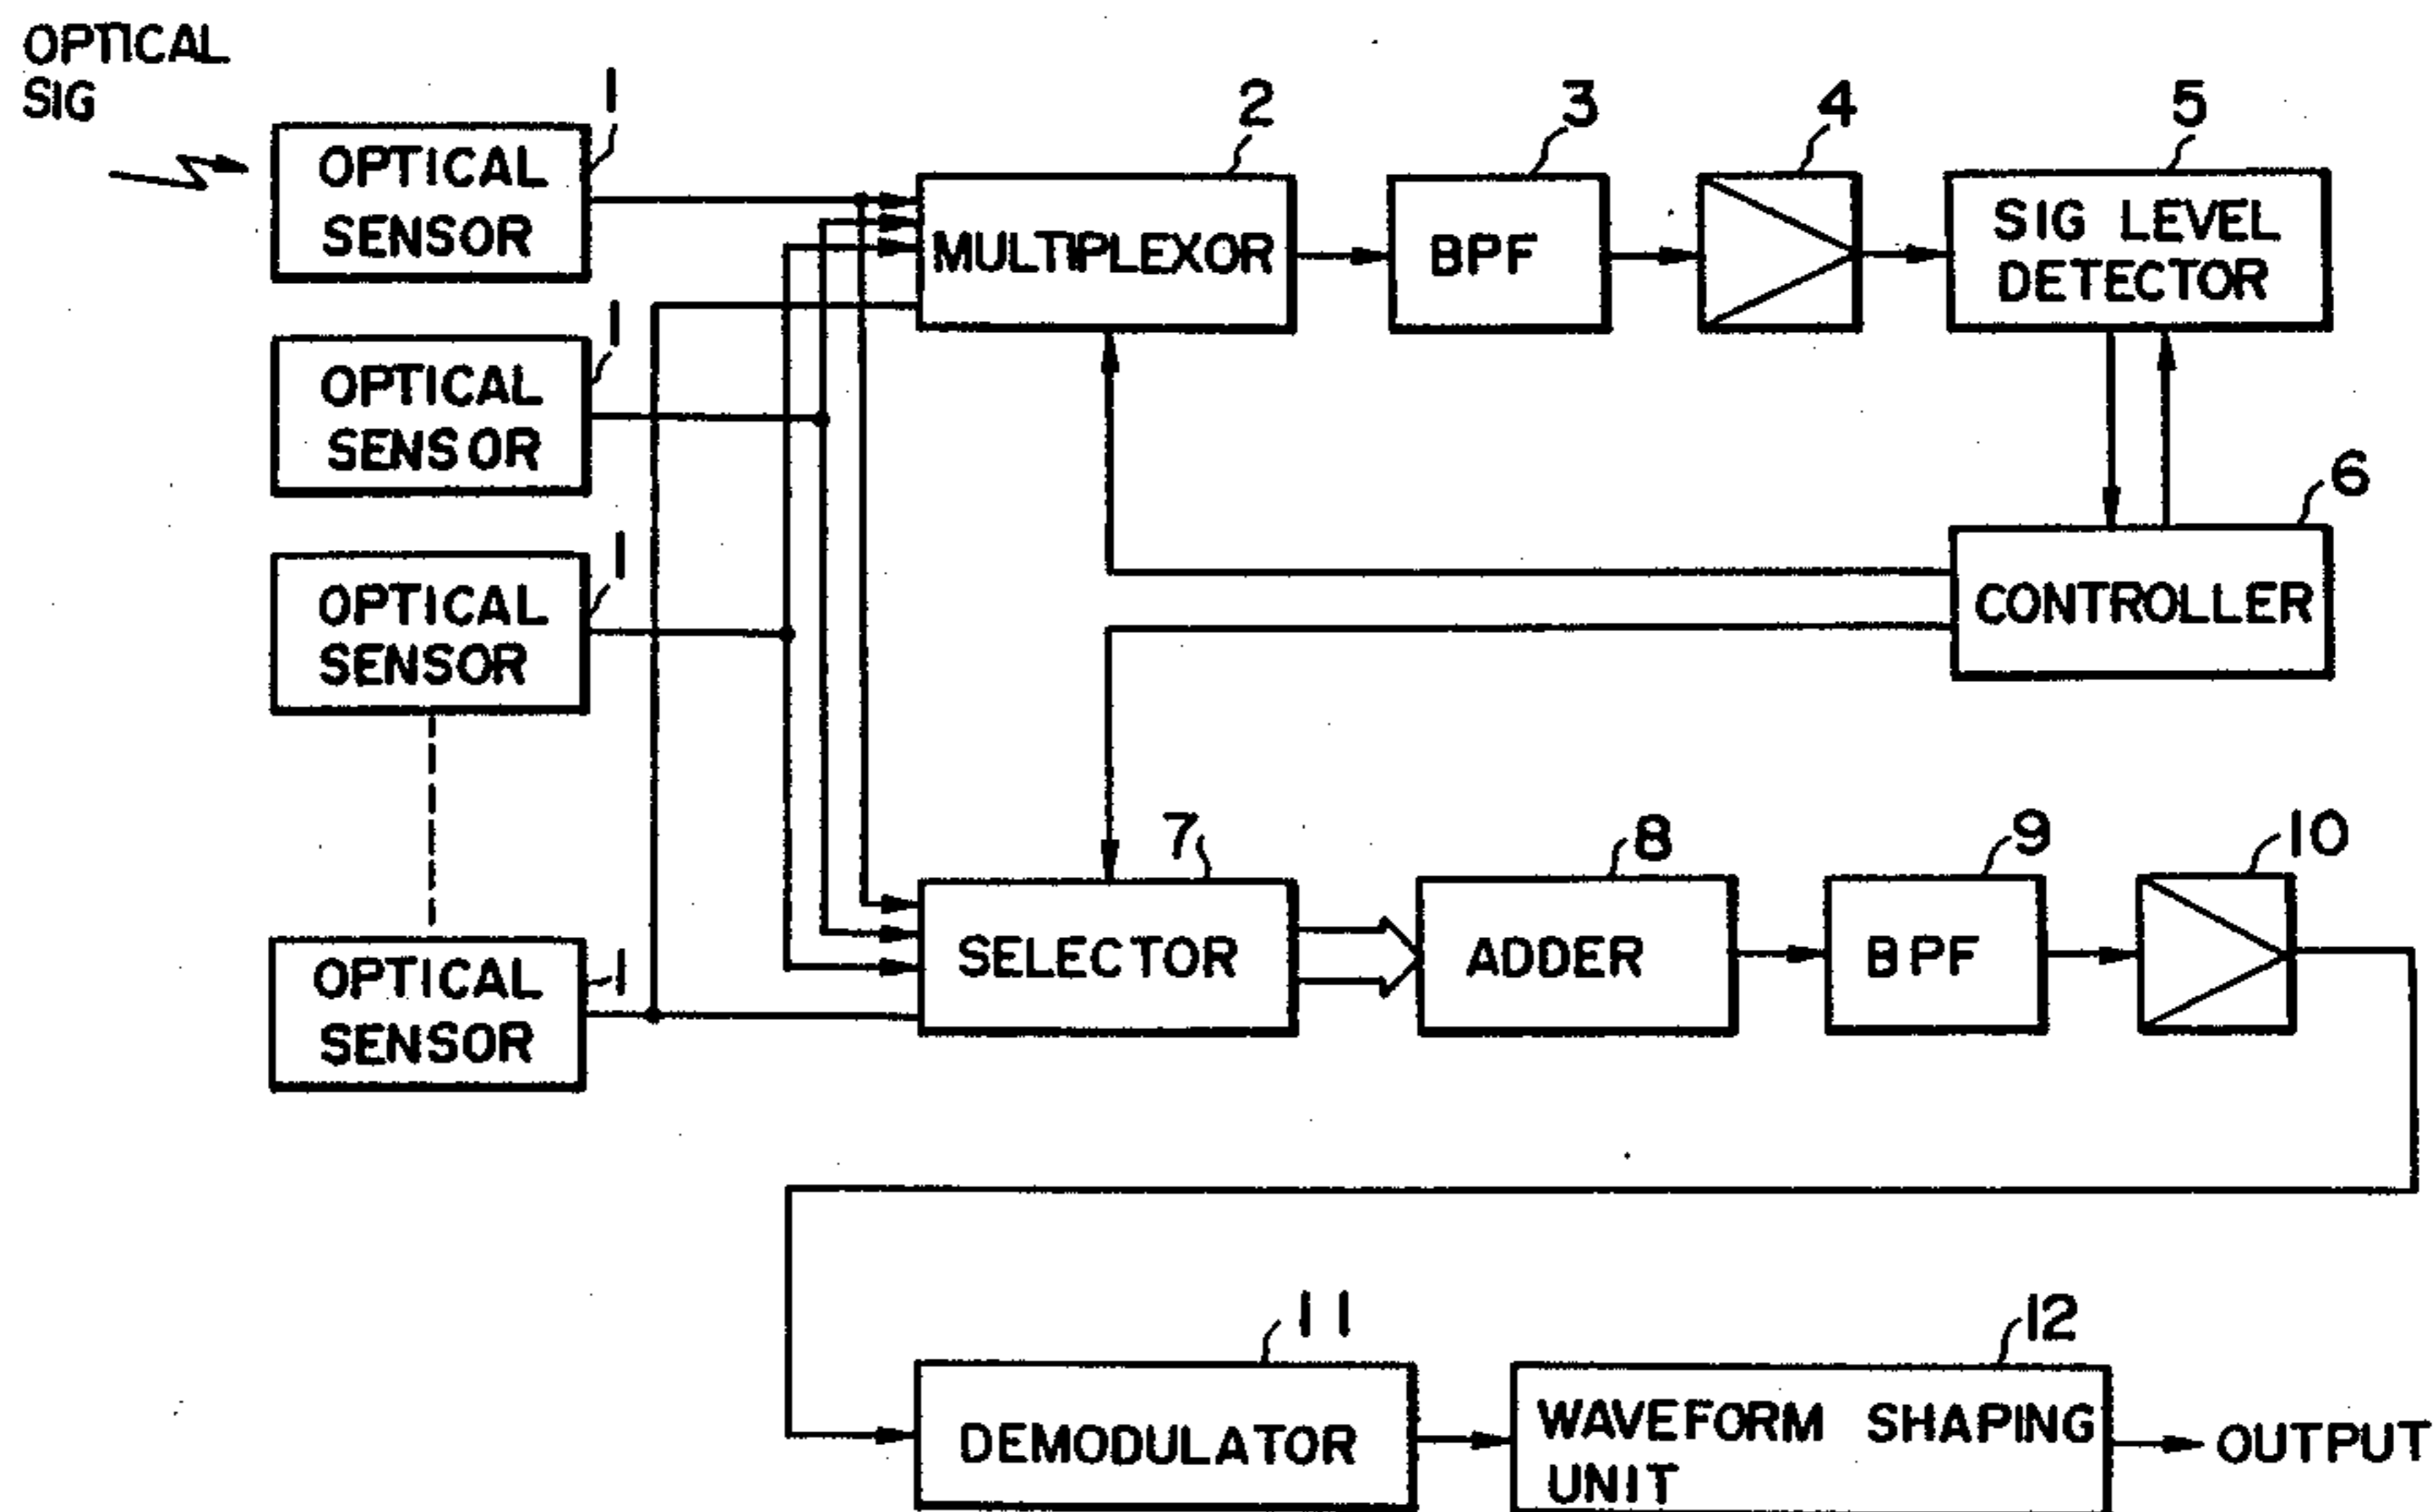 OPTICAL
SIG
1
OPTICAL
SENSOR
2
MULTIPLEXOR
3
BPF
4
5
SIG LEVEL
DETECTOR
1
OPTICAL
SENSOR
6
CONTROLLER
1
OPTICAL
SENSOR
7
SELECTOR
8
ADDER
9
BPF
10
1
OPTICAL
SENSOR
11
DEMODULATOR
12
WAVEFORM SHAPING
UNIT
OUTPUT